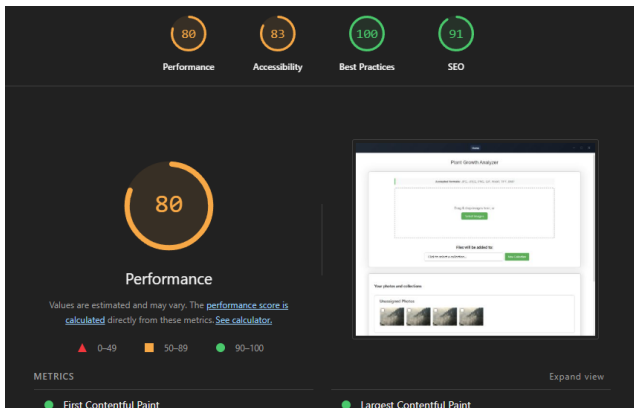 80
83
100
91
Performance
Accessibility
Best Practices
SEO
80
Performance
Values are estimated and may vary. The performance score is
calculated directly from these metrics. See calculator.
0–49
50–89
90–100
Plant Growth Analyzer
Files will be added to:
Your photos and collections
Unassigned Photos
METRICS
Expand view
First Contentful Paint
Largest Contentful Paint